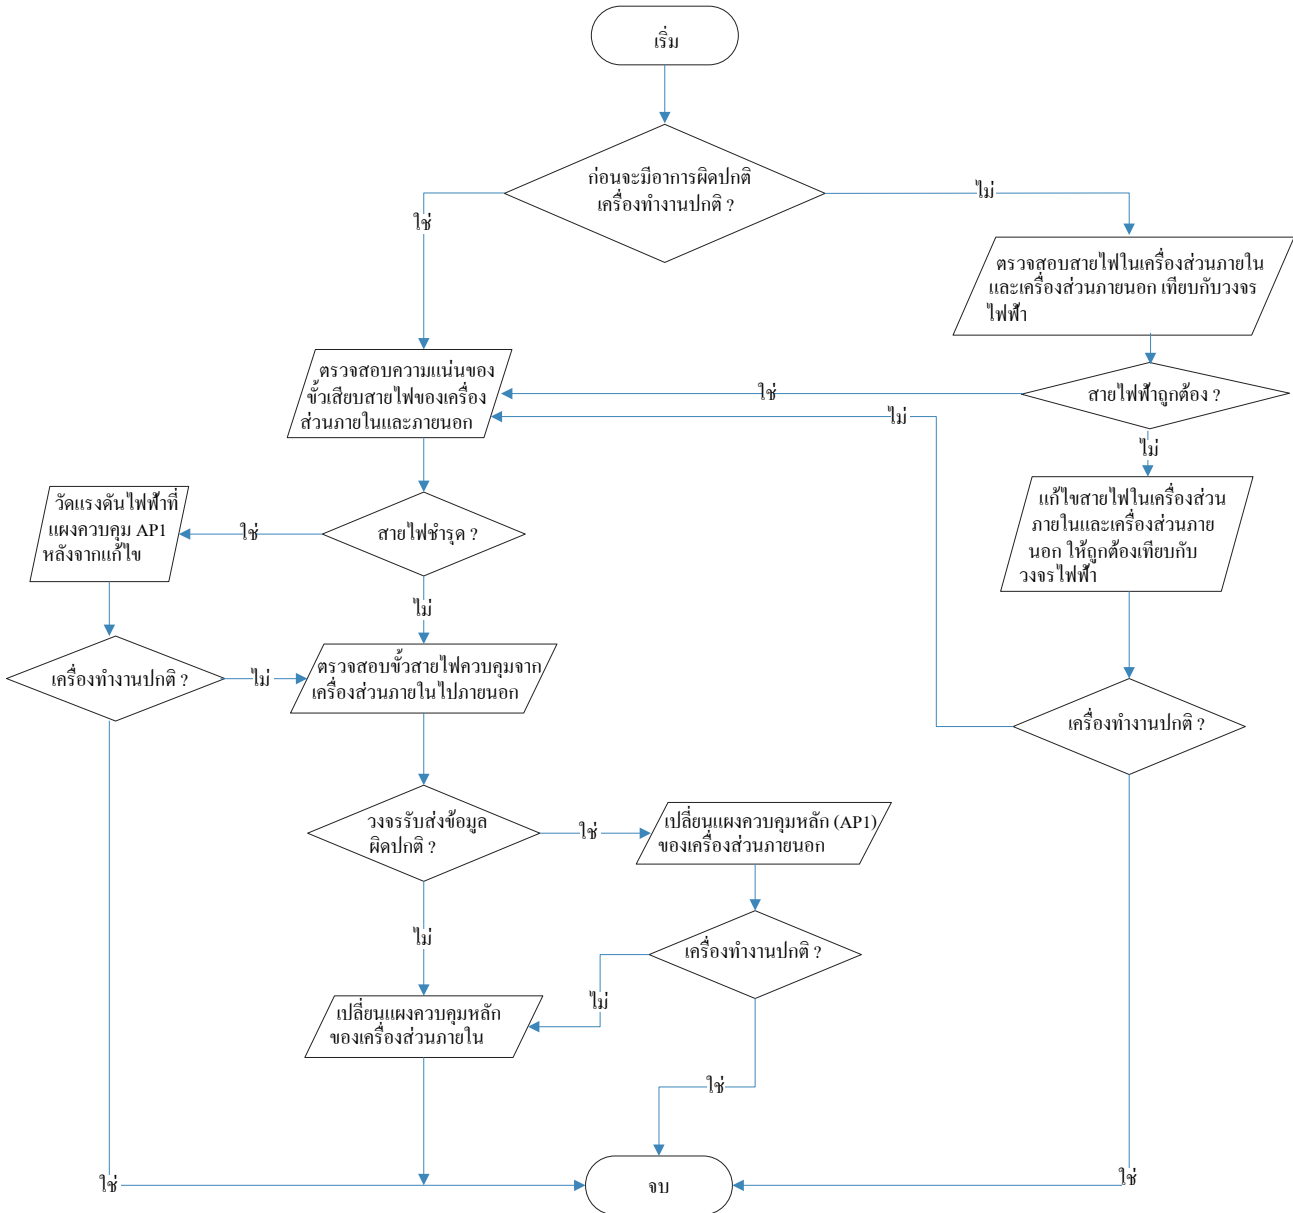 เริ่ม
ก่อนจะมีอาการผิดปกติ
เครื่องทำงานปกติ ?
ไม่
ใช่
ตรวจสอบสายไฟในเครื่องส่วนภายใน
และเครื่องส่วนภายนอก เทียบกับวงจร
ไฟฟ้า
ตรวจสอบความแน่นของ
ขั้วเสียบสายไฟของเครื่อง
ส่วนภายในและภายนอก
ใช่
สายไฟฟ้าถูกต้อง ?
ไม่
ไม่
วัดแรงดันไฟฟ้าที่
แผงควบคุม AP1
หลังจากแก้ไข
ใช่
สายไฟชำรุด ?
แก้ไขสายไฟในเครื่องส่วน
ภายในและเครื่องส่วนภาย
นอก ให้ถูกต้องเทียบกับ
วงจรไฟฟ้า
ไม่
เครื่องทำงานปกติ ?
ไม่
ตรวจสอบขั้วสายไฟควบคุมจาก
เครื่องส่วนภายในไปภายนอก
เครื่องทำงานปกติ ?
วงจรรับส่งข้อมูล
ผิดปกติ ?
ใช่
เปลี่ยนแผงควบคุมหลัก (AP1)
ของเครื่องส่วนภายนอก
ไม่
เครื่องทำงานปกติ ?
ไม่
เปลี่ยนแผงควบคุมหลัก
ของเครื่องส่วนภายใน
ใช่
ใช่
จบ
ใช่